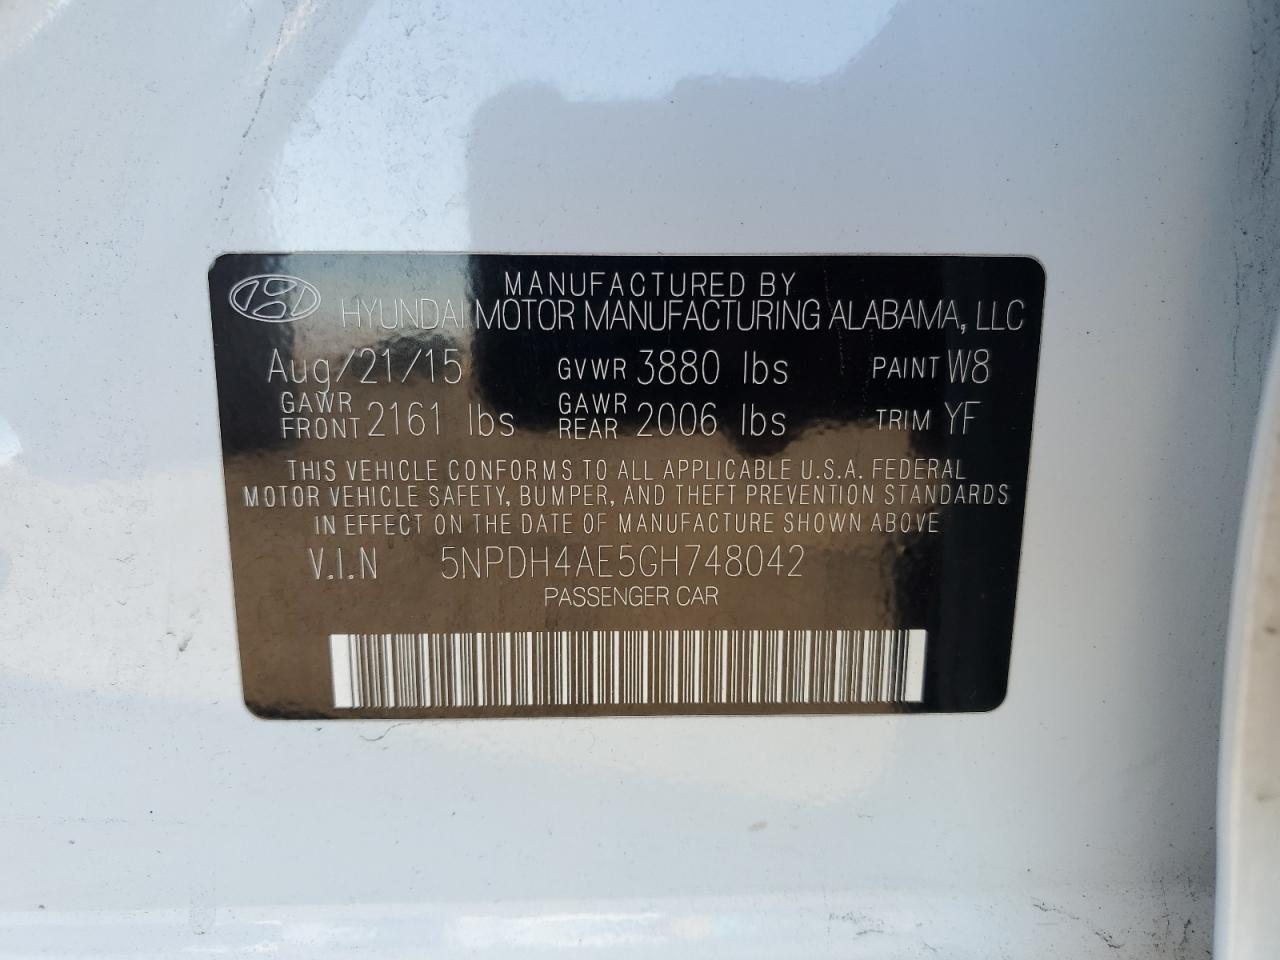 MANUFACTURED BY
HYUNDAI MOTOR MANUFACTURING ALABAMA, LLC
Aug/21/15 GVWR 3880 lbs PAINT W8
GAWR FRONT 2161 lbs GAWR REAR 2006 lbs TRIM YF
THIS VEHICLE CONFORMS TO ALL APPLICABLE U.S.A. FEDERAL
MOTOR VEHICLE SAFETY, BUMPER, AND THEFT PREVENTION STANDARDS
IN EFFECT ON THE DATE OF MANUFACTURE SHOWN ABOVE
V.I.N 5NPDH4AE5GH748042
PASSENGER CAR